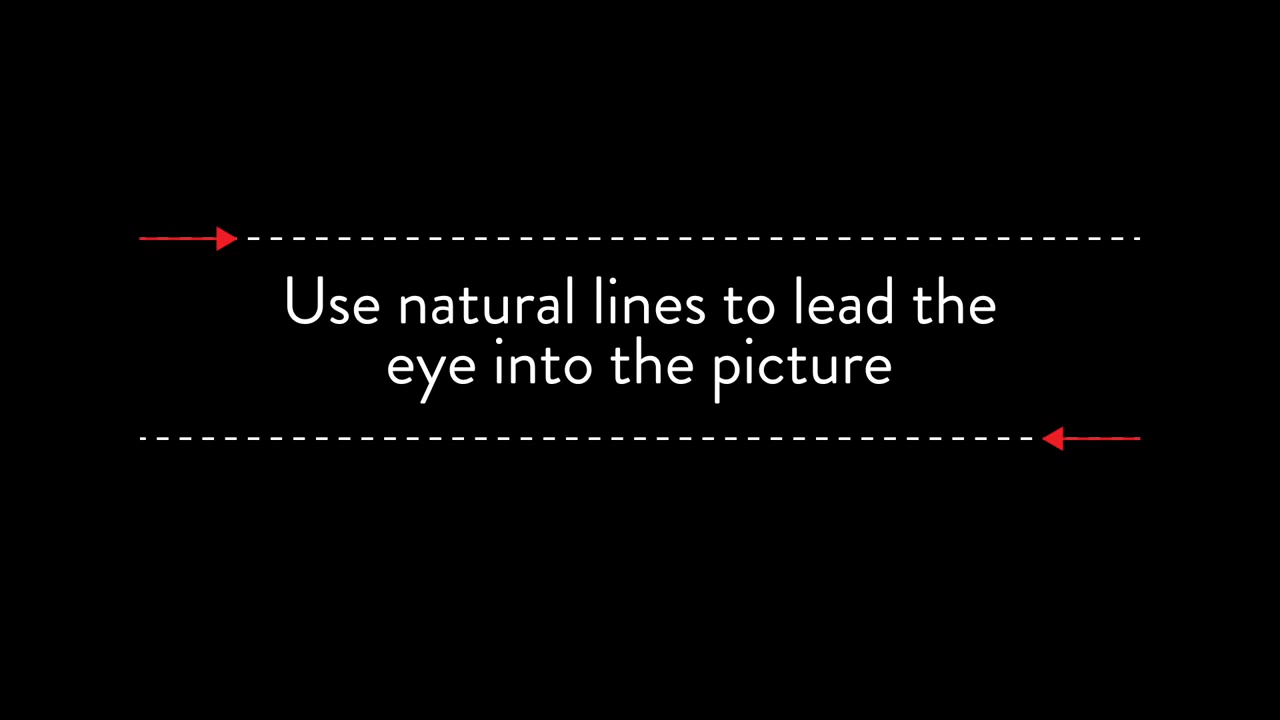 Use natural lines to lead the
eye into the picture